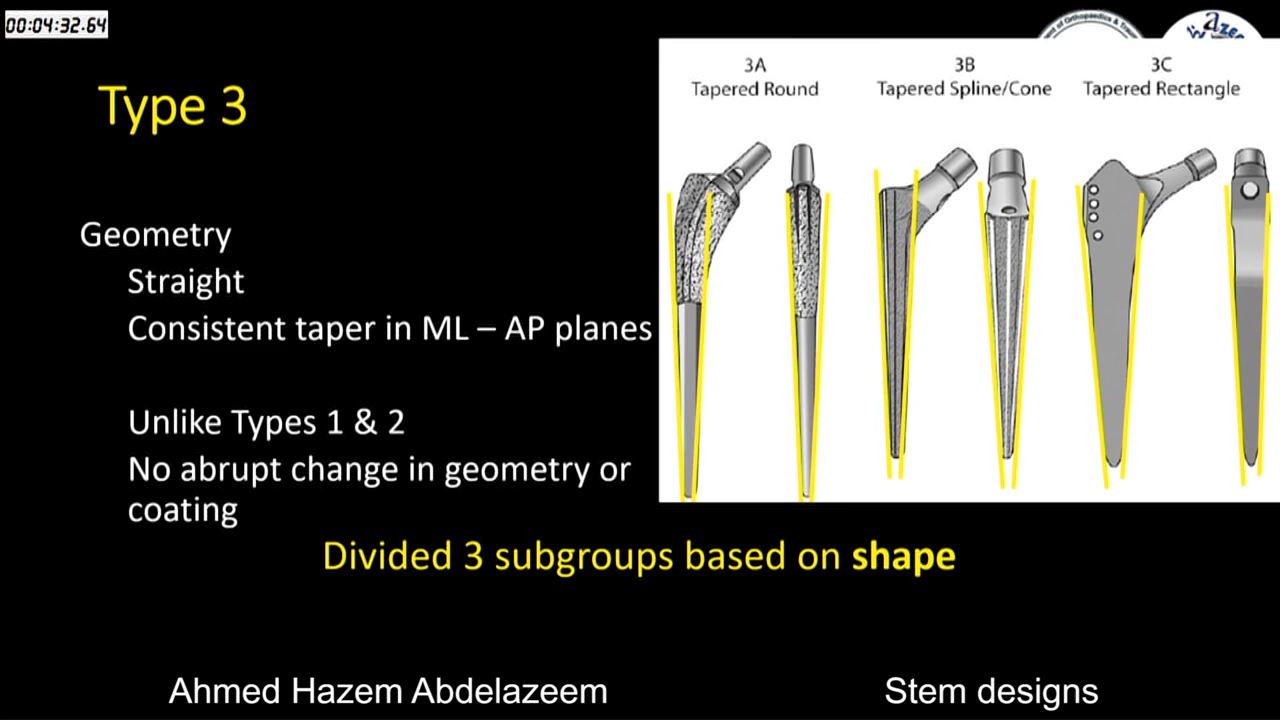 00:04:32.64
Type 3
Geometry
Straight
Consistent taper in ML – AP planes
Unlike Types 1 & 2
No abrupt change in geometry or
coating
3A
Tapered Round
3B
Tapered Spline/Cone
3C
Tapered Rectangle
Divided 3 subgroups based on shape
Ahmed Hazem Abdelazeem
Stem designs